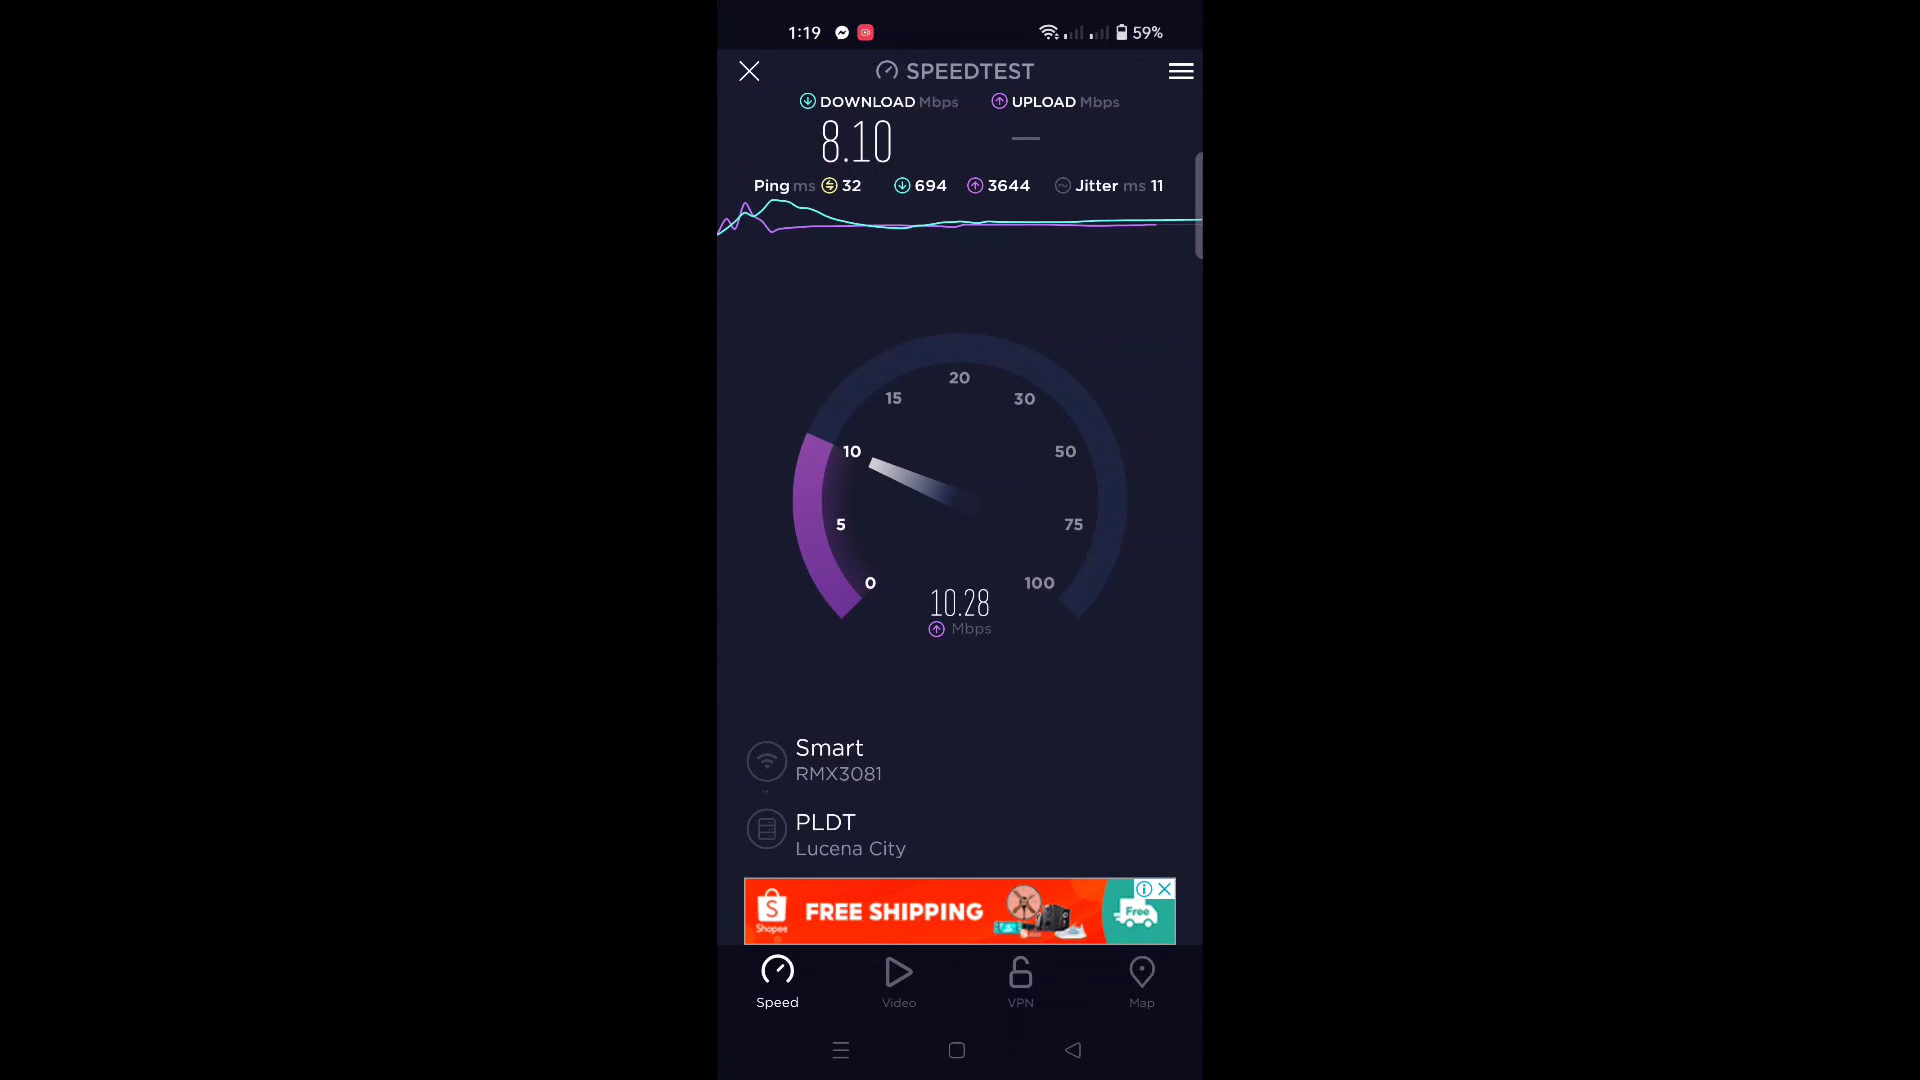 1:19 59%
SPEEDTEST
DOWNLOAD Mbps UPLOAD Mbps
8.10 —
Ping ms 32 694 3644 Jitter ms 11
20
15 30
10 50
5 75
0 100
10.28
Mbps
Smart
RMX3081
PLDT
Lucena City
S
Shopee
FREE SHIPPING
Free
Speed Video VPN Map